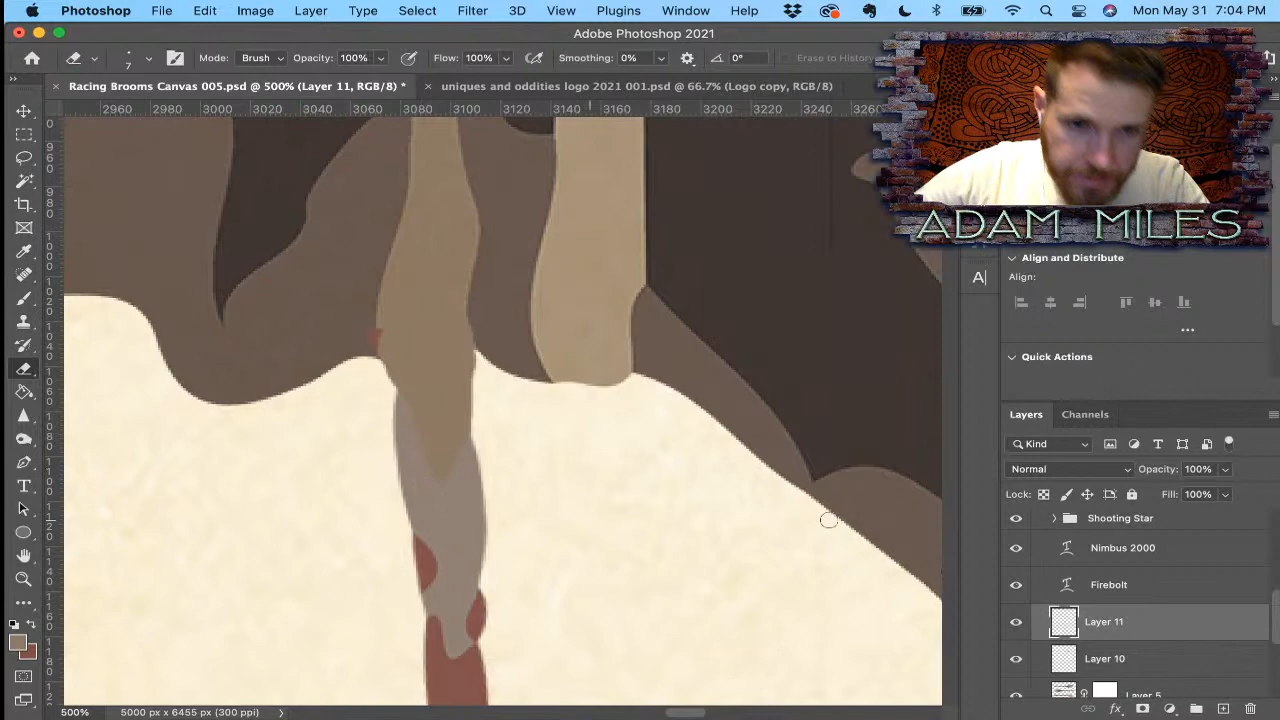 Photoshop File Edit Image Layer Type Select Filter 3D View Plugins Window Help Mon May 31 7:04 PM
Adobe Photoshop 2021
7 Mode: Brush Opacity: 100% Flow: 100% Smoothing: 0% 0° Erase to History
Racing Brooms Canvas 005.psd @ 500% (Layer 11, RGB/8) * uniques and oddities logo 2021 001.psd @ 66.7% (Logo copy, RGB/8)
2960 2980 3000 3020 3040 3060 3080 3100 3120 3140 3160 3180 3200 3220 3240 3260
ADAM MILES
Align and Distribute
Align:
Quick Actions
Layers Channels
Kind
Normal Opacity: 100%
Lock: Fill: 100%
Shooting Star
Nimbus 2000
Firebolt
Layer 11
Layer 10
Layer 5
500% 5000 px x 6455 px (300 ppi)